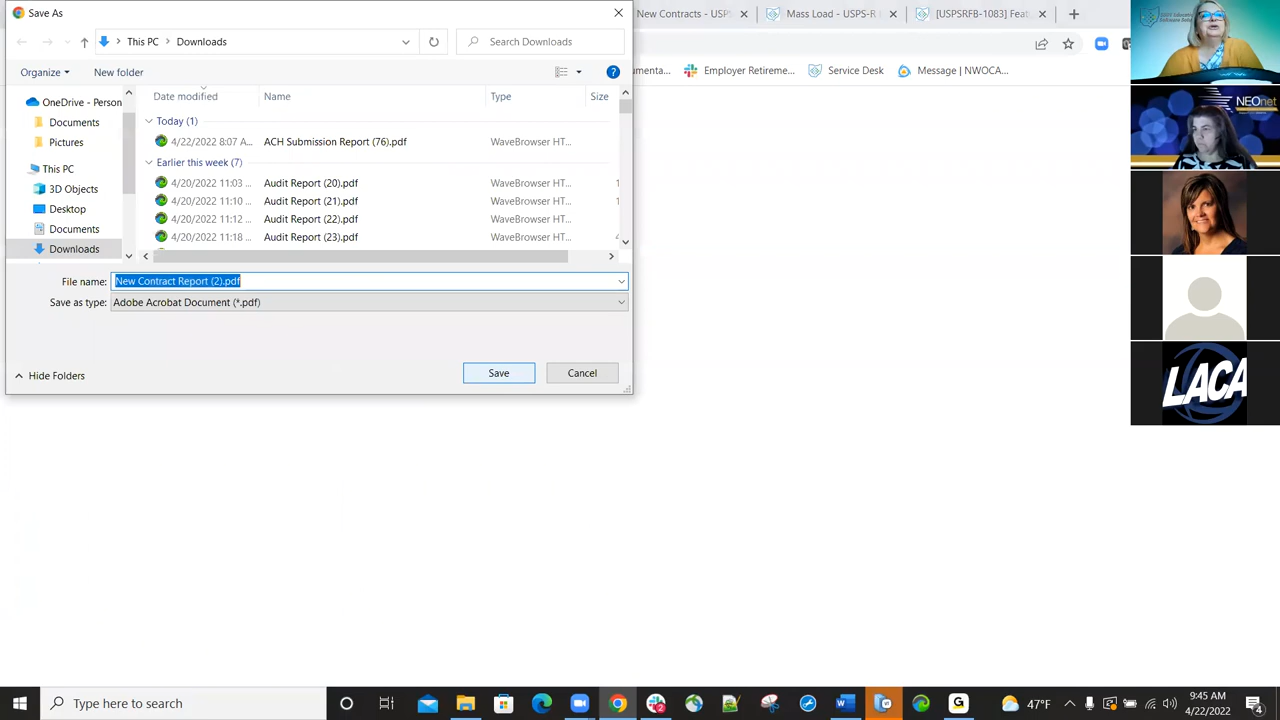 Save As
New Contracts - USP:
Mass Load - USPS-R
[USPSRFB-1083] Feat
This PC
Downloads
Search Downloads
Organize
New folder
umenta...
Employer Retireme...
Service Desk
Message | NWOCA...
OneDrive - Person
Documents
Pictures
This PC
3D Objects
Desktop
Documents
Downloads
Date modified
Name
Type
Size
Today (1)
4/22/2022 8:07 A...
ACH Submission Report (76).pdf
WaveBrowser HT...
Earlier this week (7)
4/20/2022 11:03 ...
Audit Report (20).pdf
WaveBrowser HT...
1
4/20/2022 11:10 ...
Audit Report (21).pdf
WaveBrowser HT...
1
4/20/2022 11:12 ...
Audit Report (22).pdf
WaveBrowser HT...
1
4/20/2022 11:18 ...
Audit Report (23).pdf
WaveBrowser HT...
File name:
New Contract Report (2).pdf
Save as type:
Adobe Acrobat Document (*.pdf)
Hide Folders
Save
Cancel
NEOnet
LACA
Type here to search
47°F
9:45 AM
4/22/2022
4